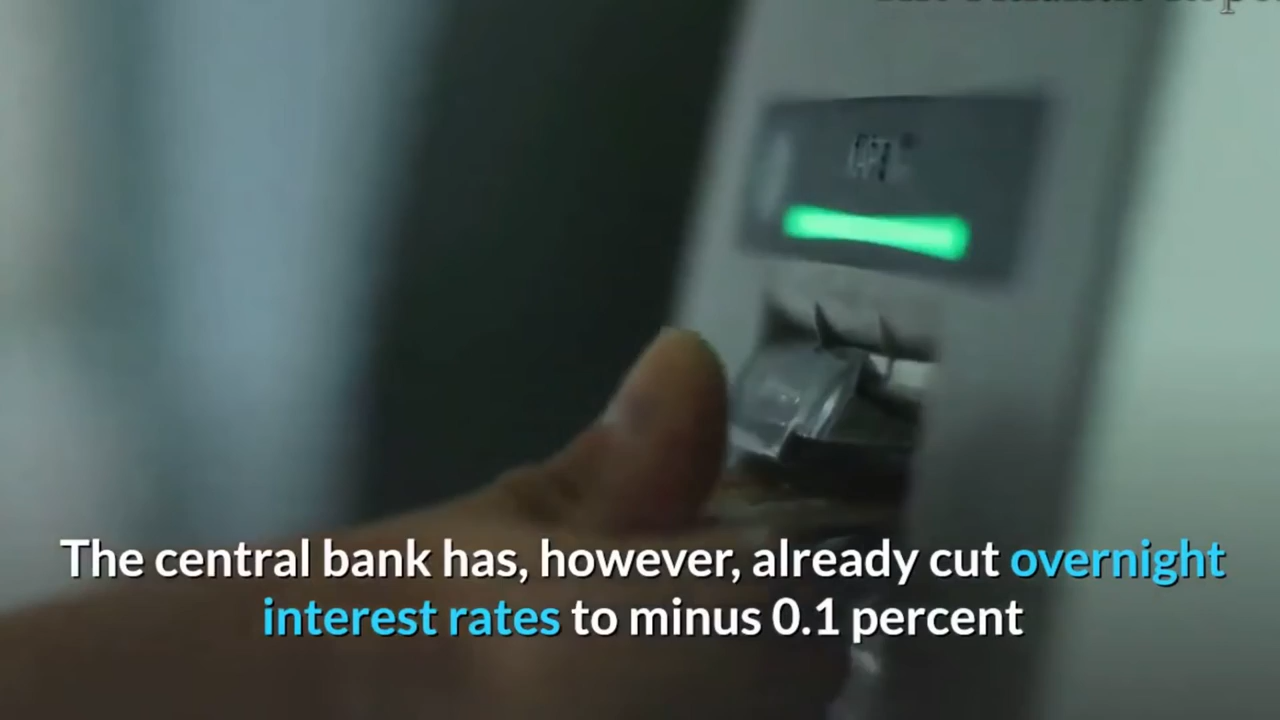 The central bank has, however, already cut overnight
interest rates to minus 0.1 percent